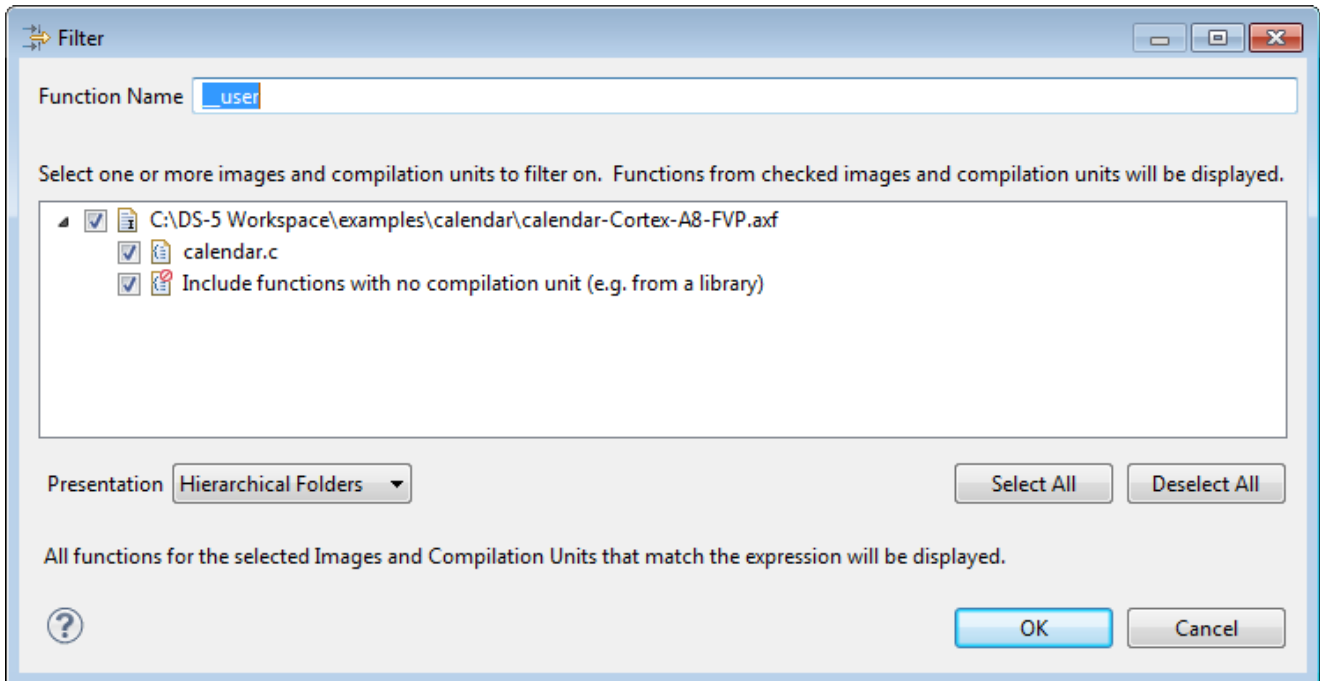 Filter
Function Name __user
Select one or more images and compilation units to filter on.  Functions from checked images and compilation units will be displayed.
C:\DS-5 Workspace\examples\calendar\calendar-Cortex-A8-FVP.axf
calendar.c
Include functions with no compilation unit (e.g. from a library)
Presentation Hierarchical Folders Select All Deselect All
All functions for the selected Images and Compilation Units that match the expression will be displayed.
? OK Cancel